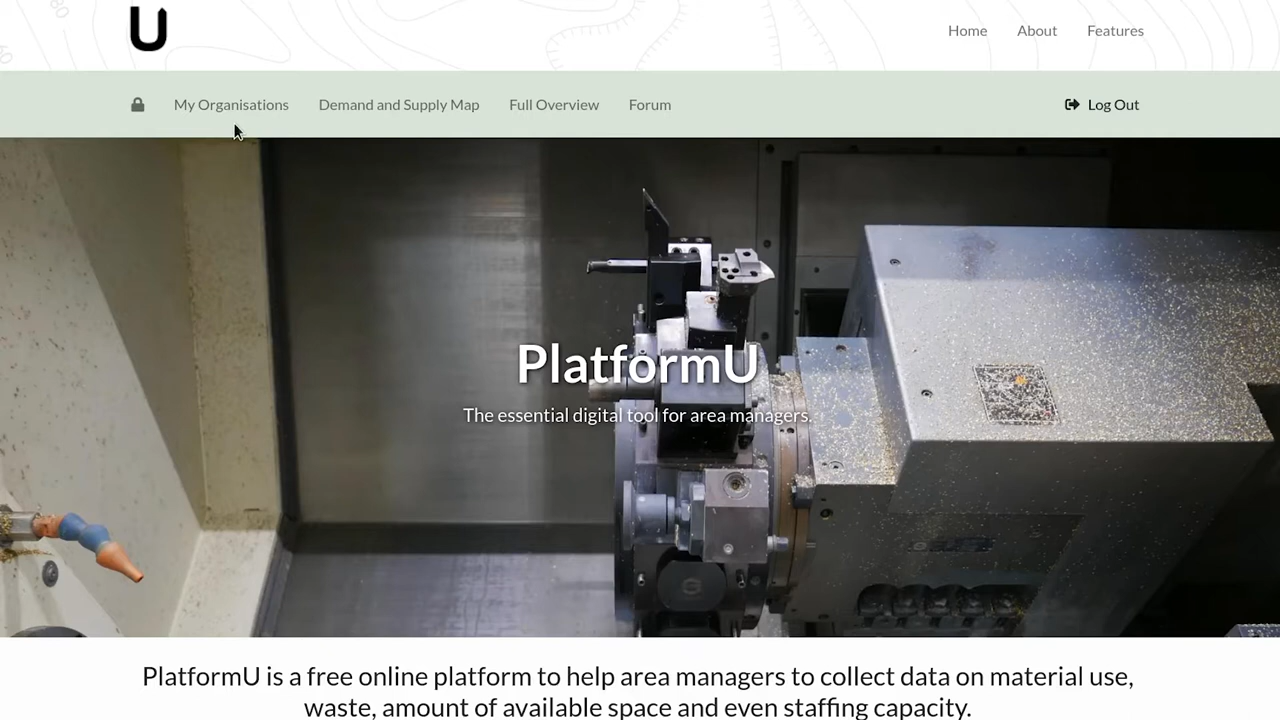 U
Home About Features
My Organisations Demand and Supply Map Full Overview Forum Log Out
PlatformU
The essential digital tool for area managers.
PlatformU is a free online platform to help area managers to collect data on material use,
waste, amount of available space and even staffing capacity.